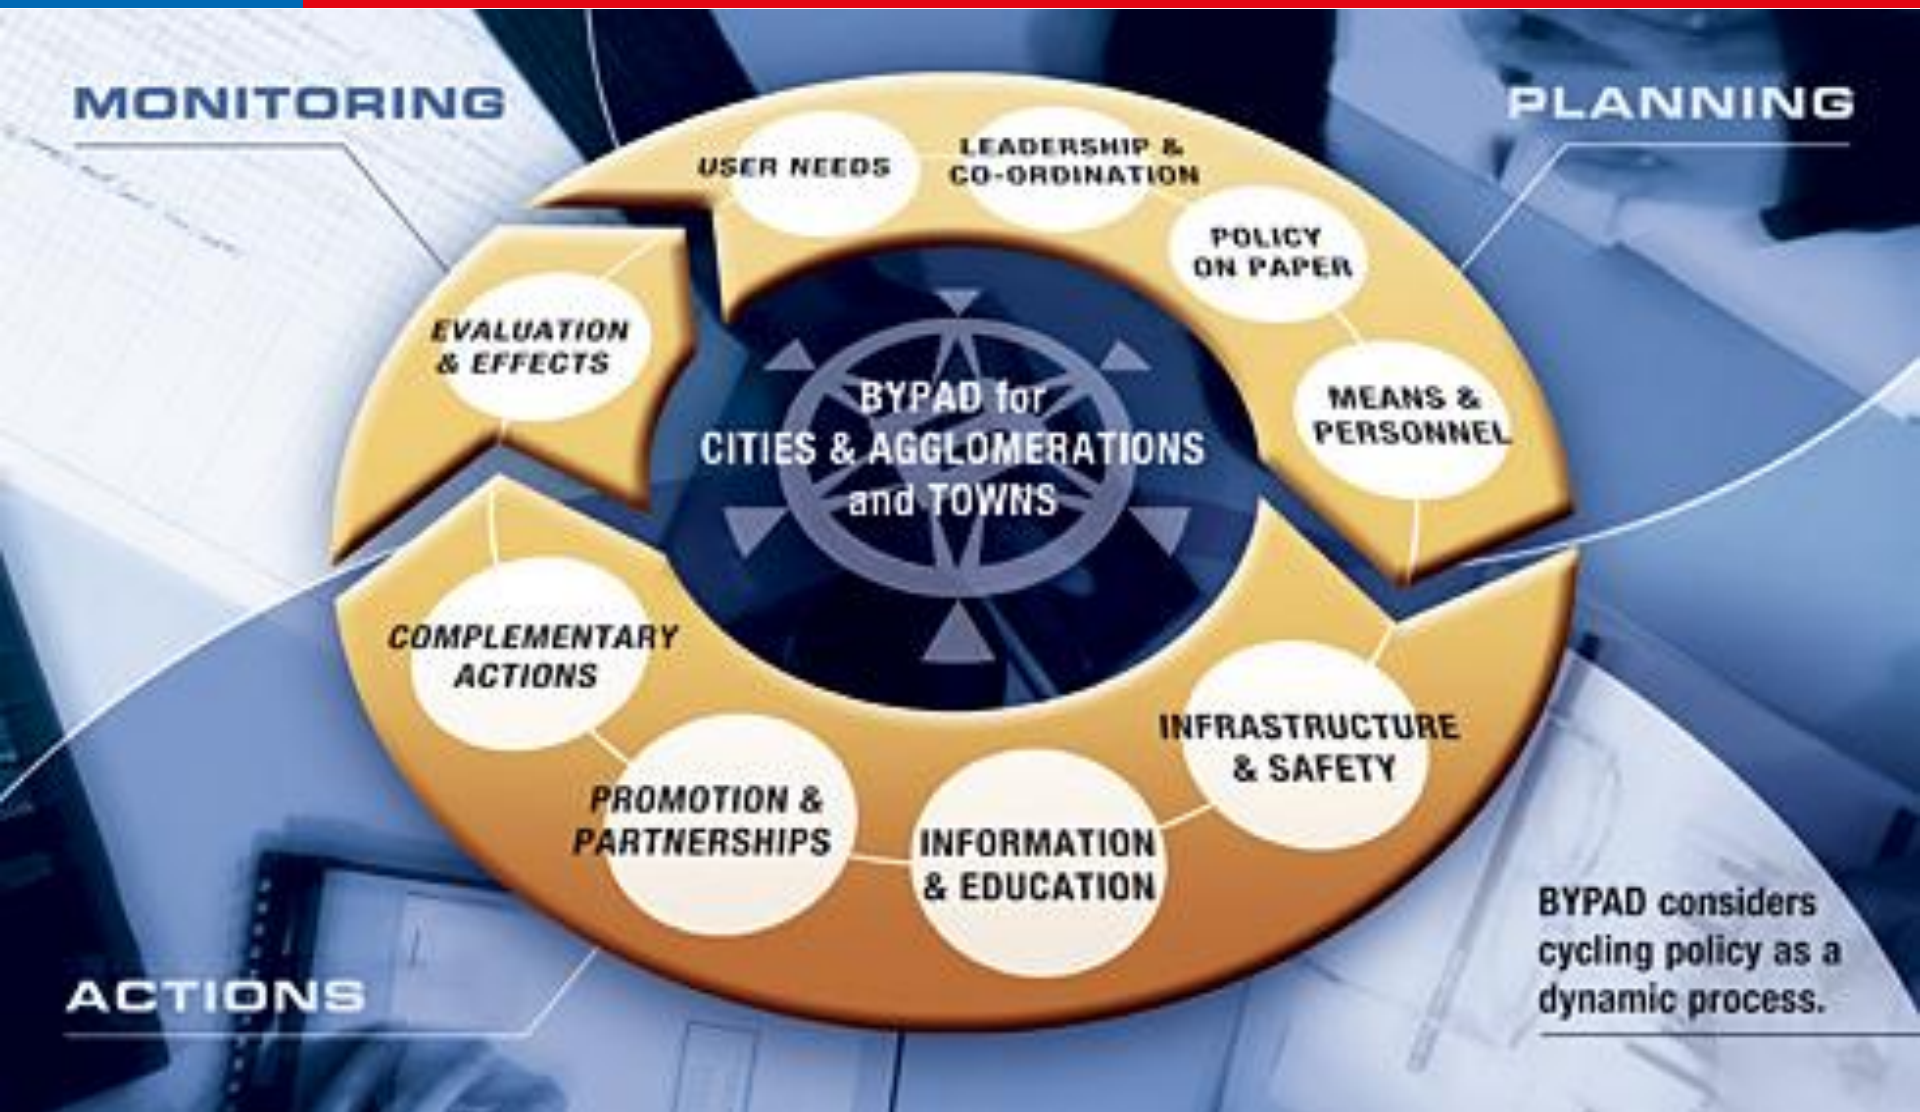 MONITORING
PLANNING
USER NEEDS
LEADERSHIP &
CO-ORDINATION
POLICY
ON PAPER
MEANS &
PERSONNEL
EVALUATION
& EFFECTS
BYPAD for
CITIES & AGGLOMERATIONS
and TOWNS
COMPLEMENTARY
ACTIONS
PROMOTION &
PARTNERSHIPS
INFORMATION
& EDUCATION
INFRASTRUCTURE
& SAFETY
ACTIONS
BYPAD considers
cycling policy as a
dynamic process.